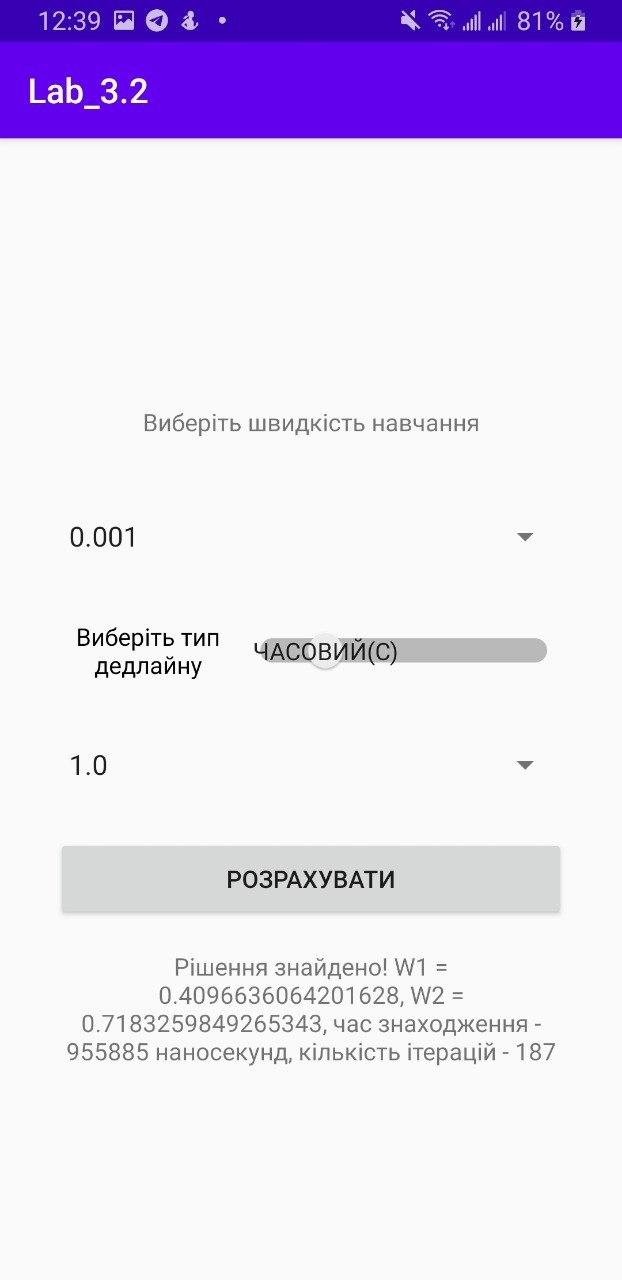 12:39 81%
Lab_3.2
Виберіть швидкість навчання
0.001
Виберіть тип
дедлайну
ЧАСОВИЙ(С)
1.0
РОЗРАХУВАТИ
Рішення знайдено! W1 =
0.4096636064201628, W2 =
0.7183259849265343, час знаходження -
955885 наносекунд, кількість ітерацій - 187